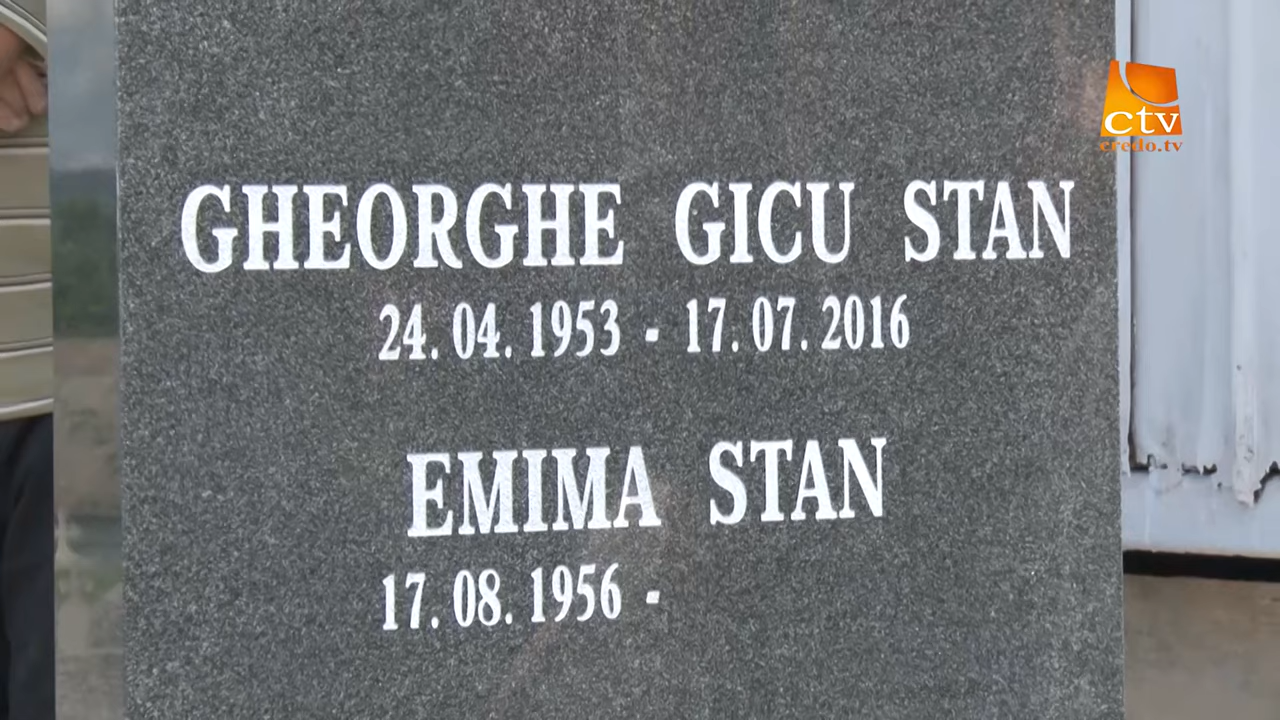 ctv
credo.tv
GHEORGHE GICU STAN
24.04.1953 - 17.07.2016
EMIMA STAN
17.08.1956 -